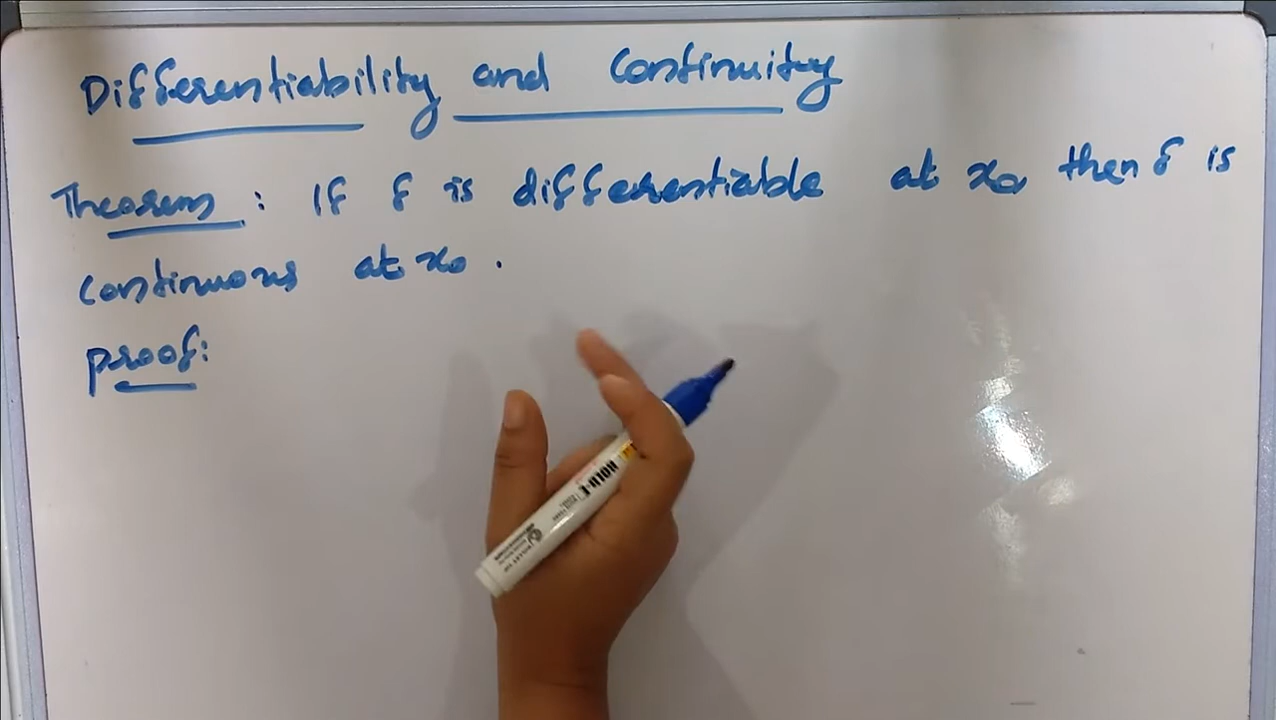 Differentiability and Continuity
Theorem : If f is differentiable at x₀ then f is
continuous at x₀ .
proof: